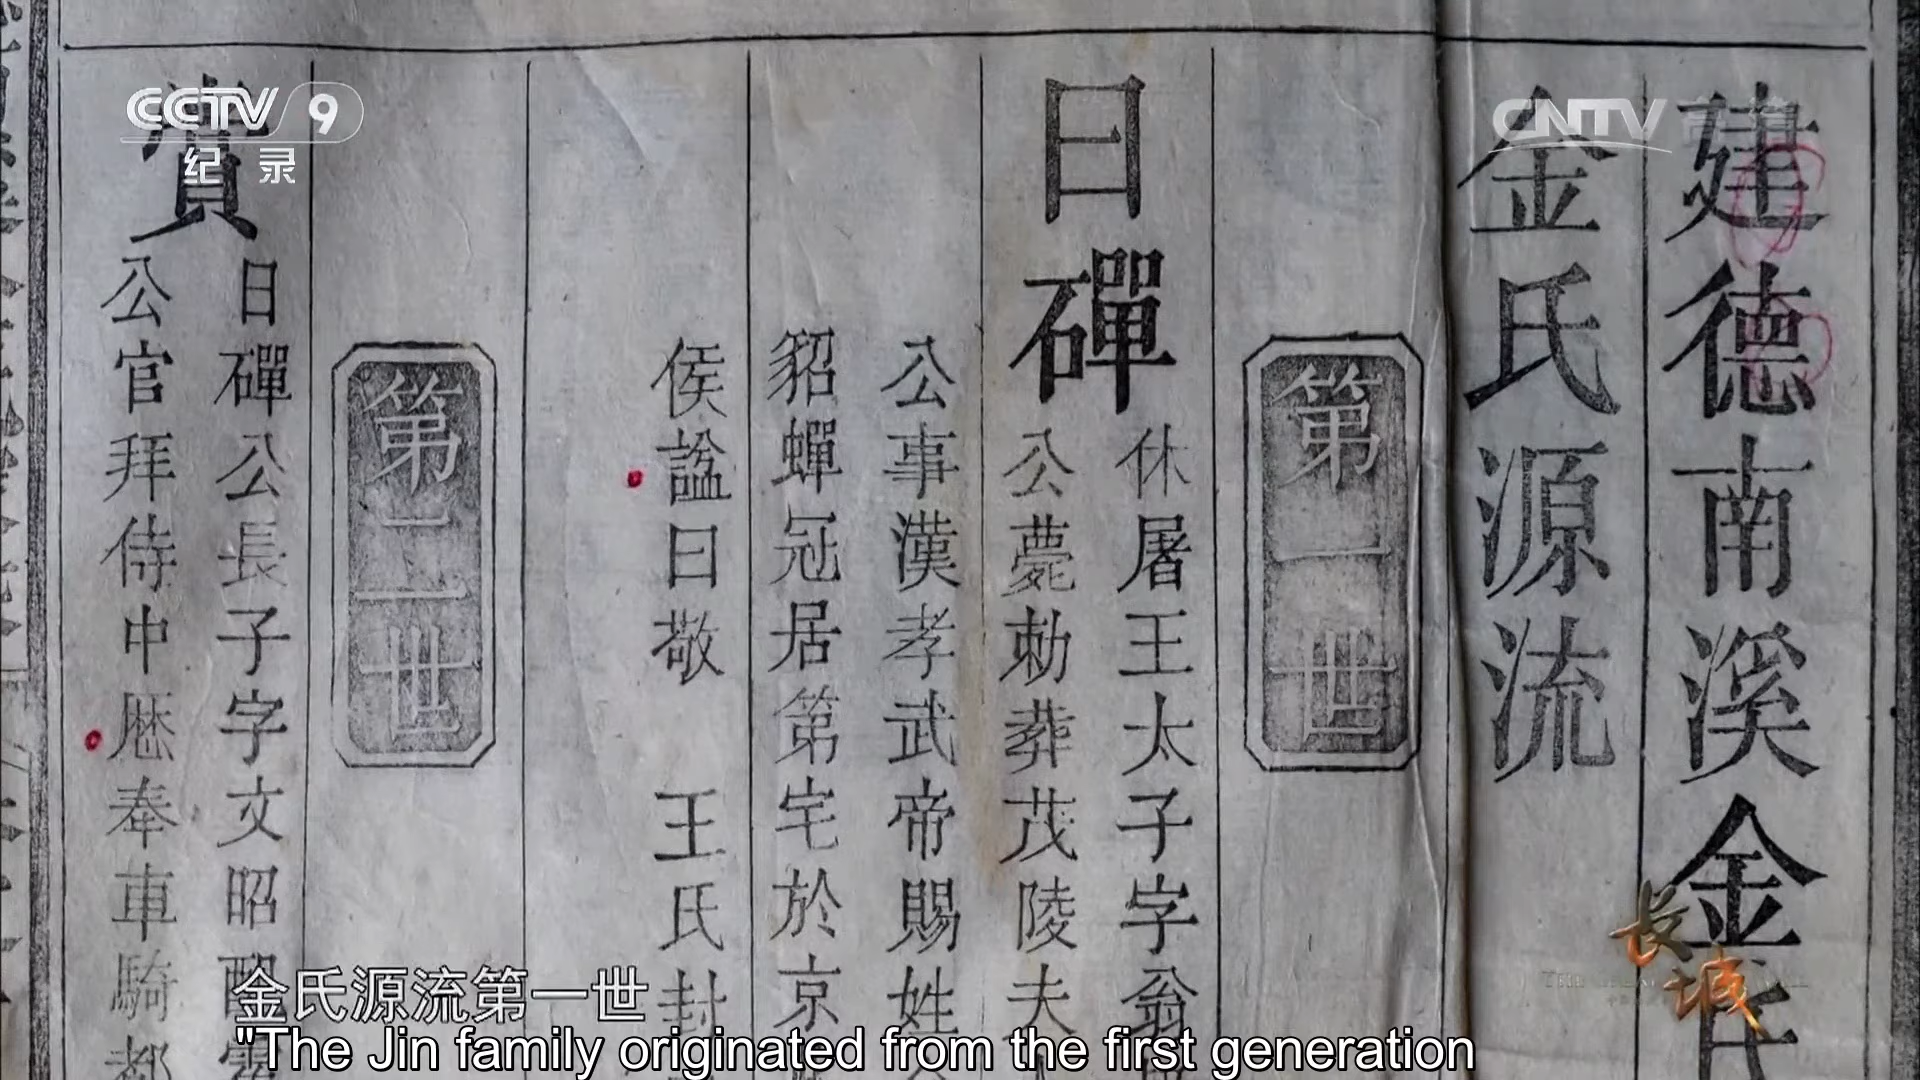 建德南溪金氏
金氏源流
第一世
日磾
休屠王太子字翁
公薨勅葬茂陵夫
公事漢孝武帝賜姓
貂蟬冠居第宅於京
侯諡曰敬 王氏封
第二世
賞
日磾公長子字文昭
公官拜侍中歷奉車騎都
CCTV 9
纪录
CNTV
长城
金氏源流第一世
"The Jin family originated from the first generation